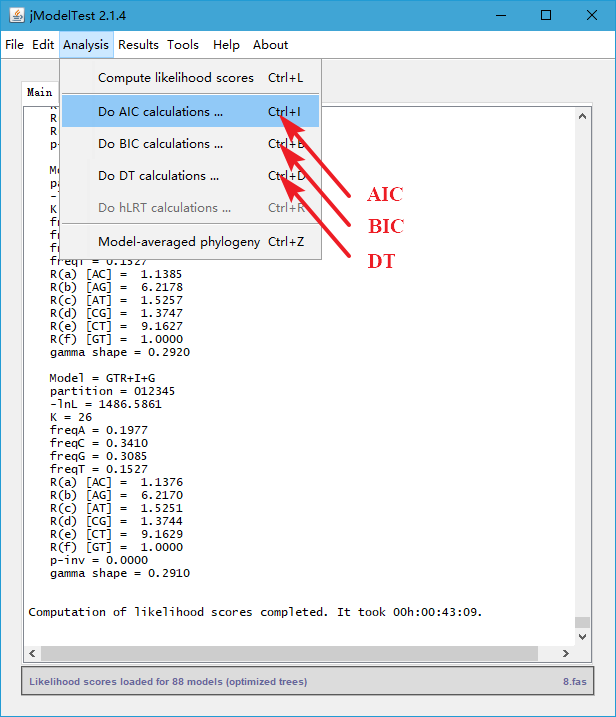 jModelTest 2.1.4
File Edit Analysis Results Tools Help About
Main
Compute likelihood scores Ctrl+L
Do AIC calculations ... Ctrl+I
Do BIC calculations ... Ctrl+B
Do DT calculations ... Ctrl+D
Do hLRT calculations ... Ctrl+R
Model-averaged phylogeny Ctrl+Z
AIC
BIC
DT
freqT = 0.1527
R(a) [AC] = 1.1385
R(b) [AG] = 6.2178
R(c) [AT] = 1.5257
R(d) [CG] = 1.3747
R(e) [CT] = 9.1627
R(f) [GT] = 1.0000
gamma shape = 0.2920
Model = GTR+I+G
partition = 012345
-lnL = 1486.5861
K = 26
freqA = 0.1977
freqC = 0.3410
freqG = 0.3085
freqT = 0.1527
R(a) [AC] = 1.1376
R(b) [AG] = 6.2170
R(c) [AT] = 1.5251
R(d) [CG] = 1.3744
R(e) [CT] = 9.1629
R(f) [GT] = 1.0000
p-inv = 0.0000
gamma shape = 0.2910
Computation of likelihood scores completed. It took 00h:00:43:09.
Likelihood scores loaded for 88 models (optimized trees) 8.fas